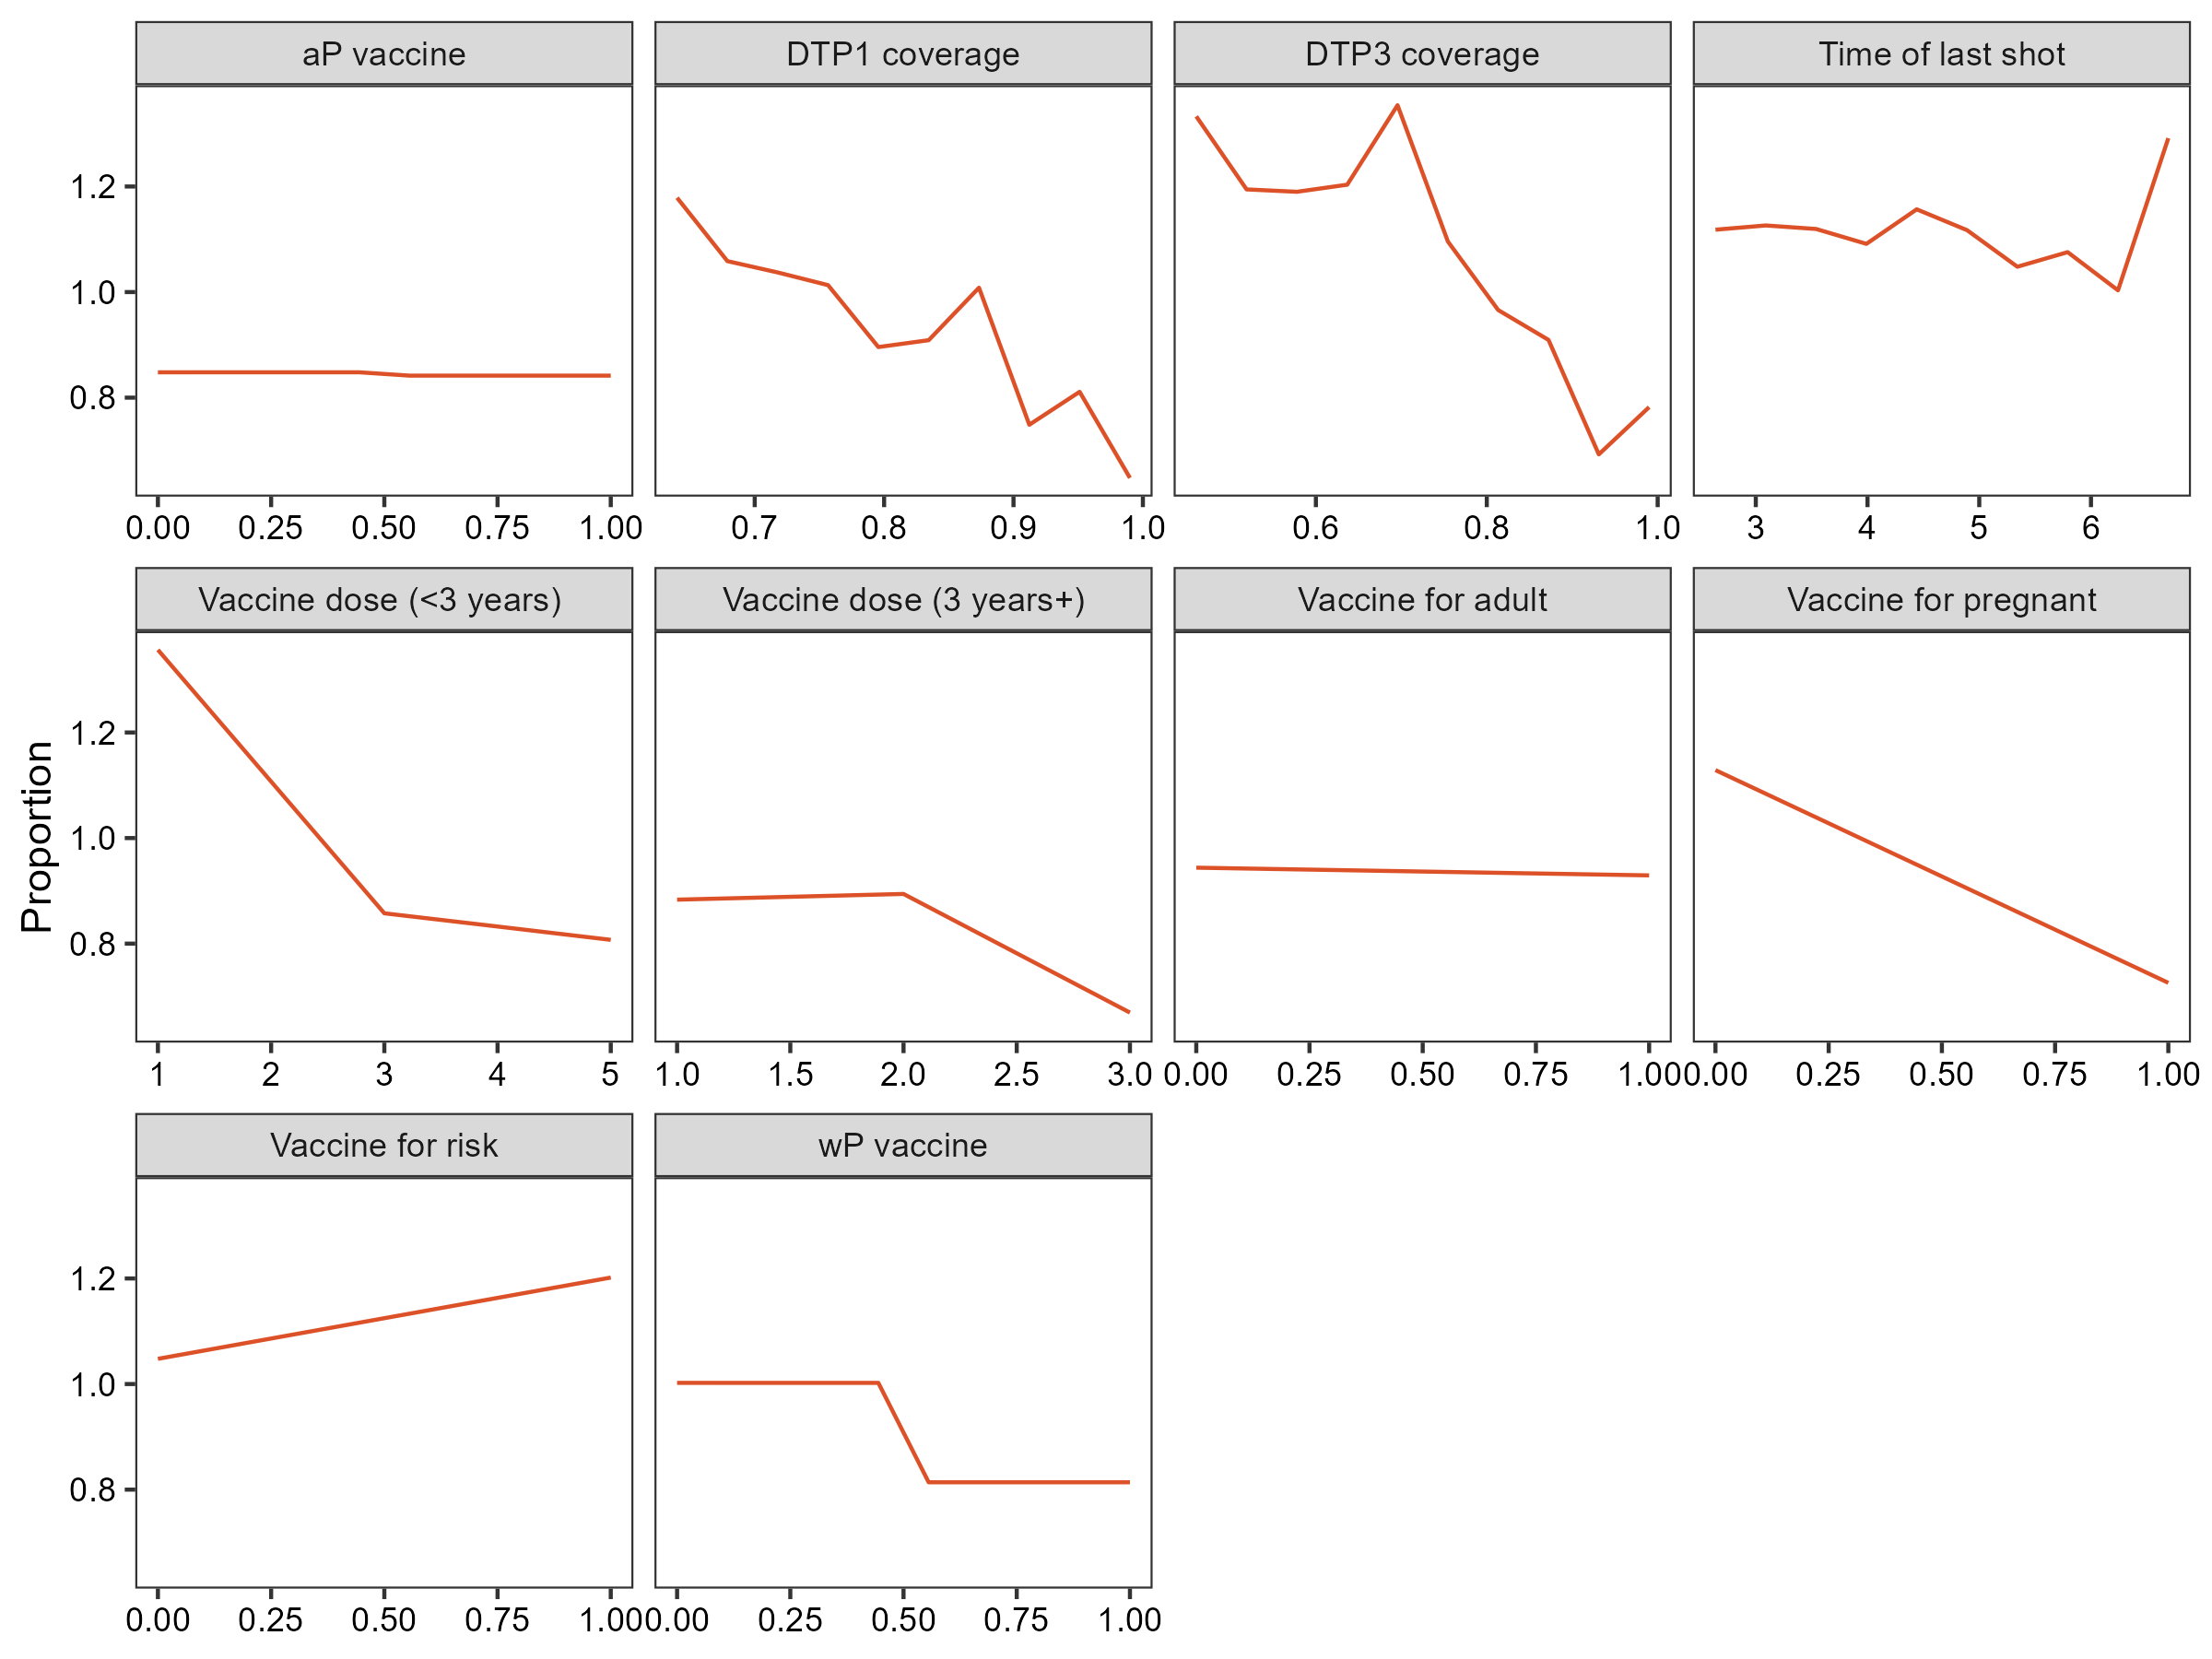 aP vaccine
DTP1 coverage
DTP3 coverage
Time of last shot
1.2
1.0
0.8
0.00 0.25 0.50 0.75 1.00
0.7 0.8 0.9 1.0
0.6 0.8 1.0
3 4 5 6
Vaccine dose (<3 years)
Vaccine dose (3 years+)
Vaccine for adult
Vaccine for pregnant
Proportion
1.2
1.0
0.8
1 2 3 4 5
1.0 1.5 2.0 2.5 3.0
0.00 0.25 0.50 0.75 1.00
0.00 0.25 0.50 0.75 1.00
Vaccine for risk
wP vaccine
1.2
1.0
0.8
0.00 0.25 0.50 0.75 1.00
0.00 0.25 0.50 0.75 1.00